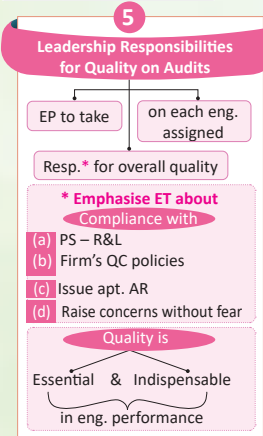 5
Leadership Responsibilities
for Quality on Audits
EP to take
on each eng.
assigned
Resp.* for overall quality
* Emphasise ET about
Compliance with
(a) PS – R&L
(b) Firm's QC policies
(c) Issue apt. AR
(d) Raise concerns without fear
Quality is
Essential & Indispensable
in eng. performance